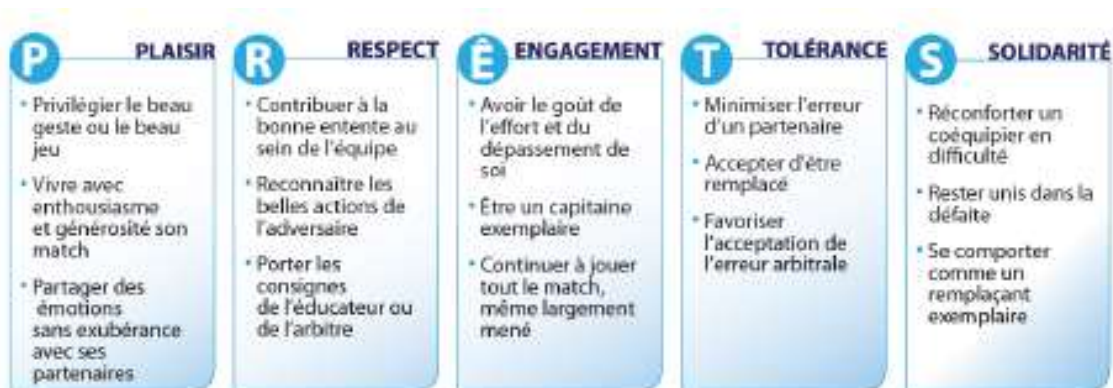 P PLAISIR
• Privilégier le beau
geste ou le beau
jeu
• Vivre avec
enthousiasme
et générosité son
match
• Partager des
émotions
sans exubérance
avec ses
partenaires
R RESPECT
• Contribuer à la
bonne entente au
sein de l'équipe
• Reconnaître les
belles actions de
l'adversaire
• Porter les
consignes
de l'éducateur ou
de l'arbitre
Ê ENGAGEMENT
• Avoir le goût de
l'effort et du
dépassement de
soi
• Être un capitaine
exemplaire
• Continuer à jouer
tout le match,
même largement
mené
T TOLÉRANCE
• Minimiser l'erreur
d'un partenaire
• Accepter d'être
remplacé
• Favoriser
l'acceptation de
l'erreur arbitrale
S SOLIDARITÉ
• Réconforter un
coéquipier en
difficulté
• Rester unis dans la
défaite
• Se comporter
comme un
remplaçant
exemplaire